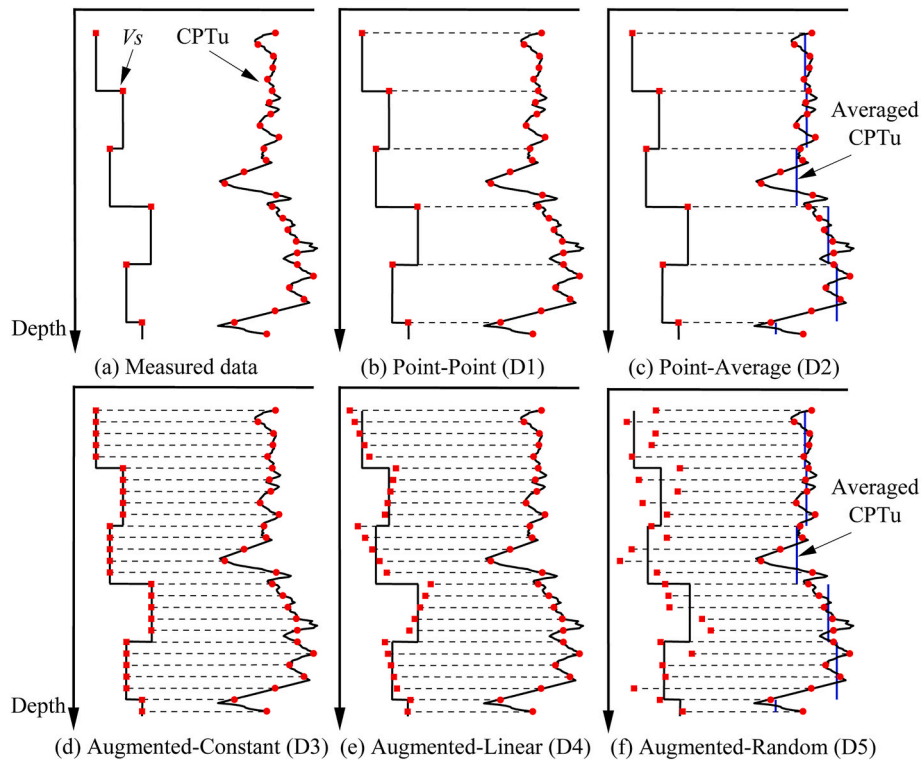 Vs
CPTu
Averaged
CPTu
Depth
(a) Measured data
(b) Point-Point (D1)
(c) Point-Average (D2)
Averaged
CPTu
Depth
(d) Augmented-Constant (D3)
(e) Augmented-Linear (D4)
(f) Augmented-Random (D5)